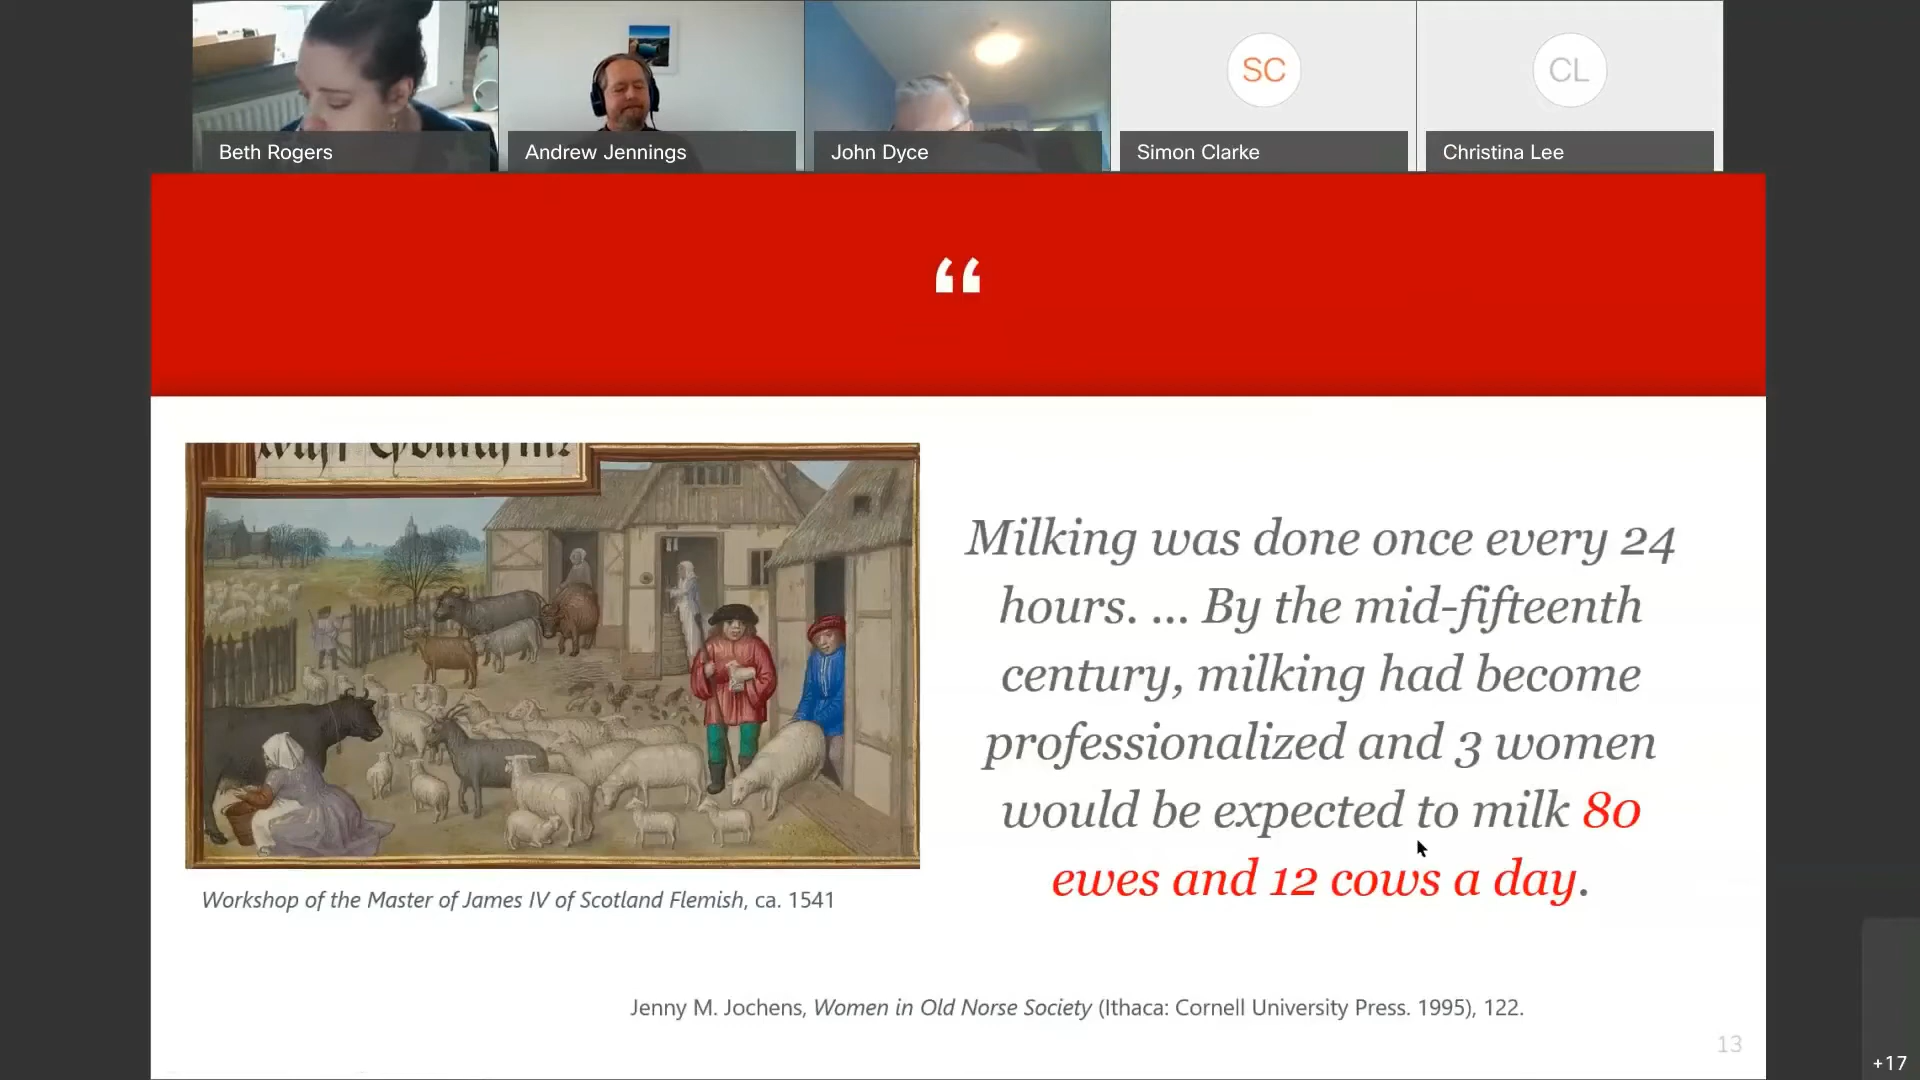 Beth Rogers
Andrew Jennings
John Dyce
SC
Simon Clarke
CL
Christina Lee
“
Milking was done once every 24
hours. ... By the mid-fifteenth
century, milking had become
professionalized and 3 women
would be expected to milk 80
ewes and 12 cows a day.
Workshop of the Master of James IV of Scotland Flemish, ca. 1541
Jenny M. Jochens, Women in Old Norse Society (Ithaca: Cornell University Press. 1995), 122.
13
+17